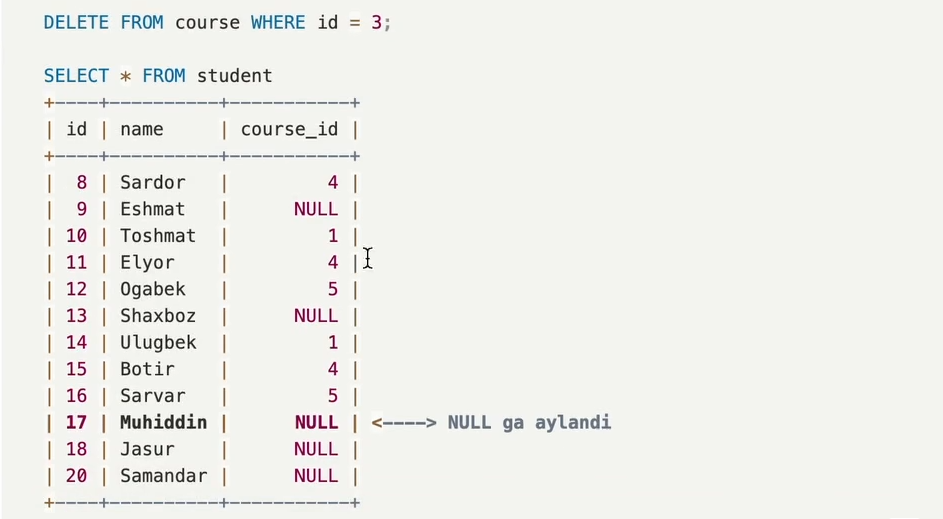 DELETE FROM course WHERE id = 3;
SELECT * FROM student
+----+----------+-----------+
| id | name     | course_id |
+----+----------+-----------+
|  8 | Sardor   |         4 |
|  9 | Eshmat   |      NULL |
| 10 | Toshmat  |         1 |
| 11 | Elyor    |         4 |
| 12 | Ogabek   |         5 |
| 13 | Shaxboz  |      NULL |
| 14 | Ulugbek  |         1 |
| 15 | Botir    |         4 |
| 16 | Sarvar   |         5 |
| 17 | Muhiddin |      NULL | <----> NULL ga aylandi
| 18 | Jasur    |      NULL |
| 20 | Samandar |      NULL |
+----+----------+-----------+